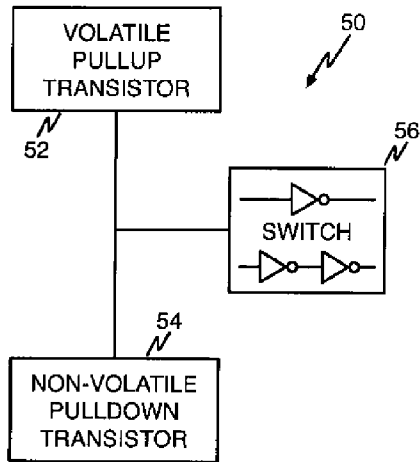 VOLATILE
PULLUP
TRANSISTOR
52
50
56
SWITCH
54
NON-VOLATILE
PULLDOWN
TRANSISTOR